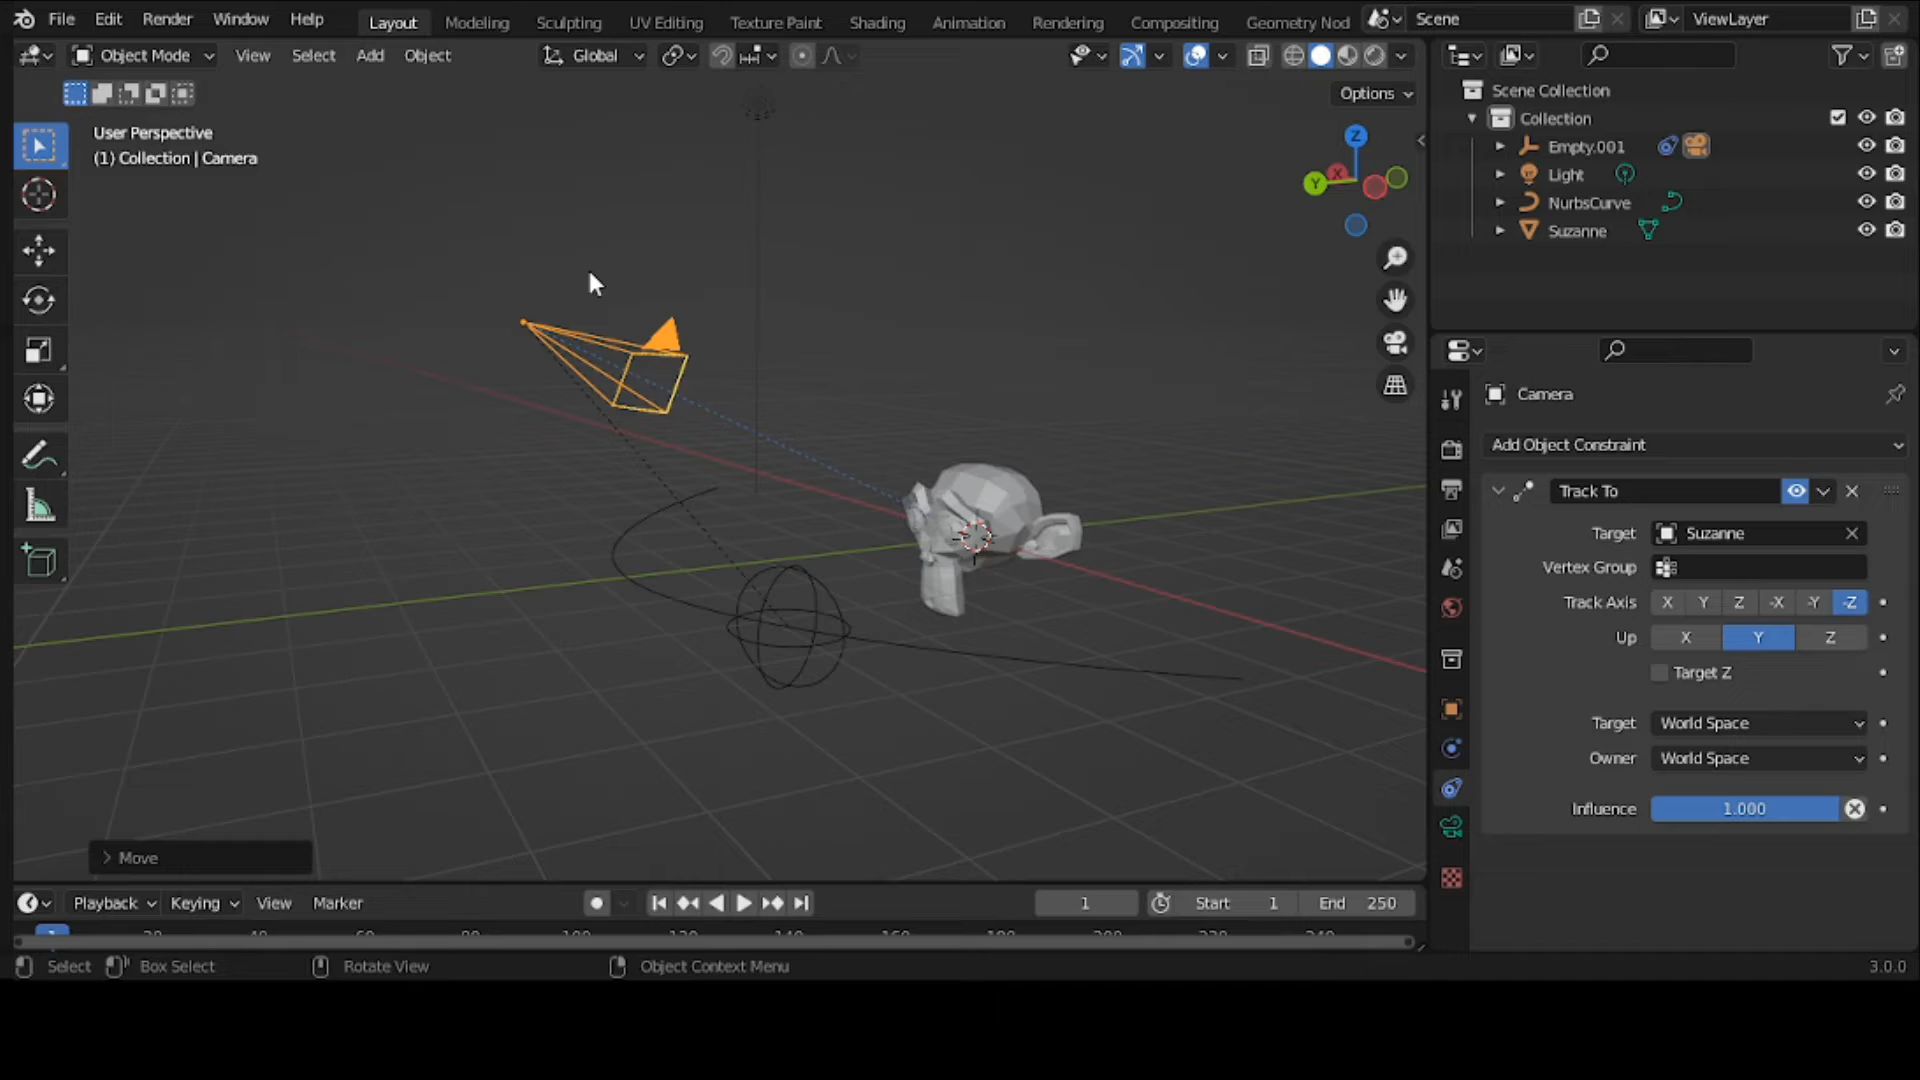 File Edit Render Window Help Layout Modeling Sculpting UV Editing Texture Paint Shading Animation Rendering Compositing Geometry Nod Scene ViewLayer
Object Mode View Select Add Object Global
Options
User Perspective
(1) Collection | Camera
Z
Y X
Scene Collection
Collection
Empty.001
Light
NurbsCurve
Suzanne
Camera
Add Object Constraint
Track To
Target Suzanne
Vertex Group
Track Axis X Y Z -X -Y -Z
Up X Y Z
Target Z
Target World Space
Owner World Space
Influence 1.000
> Move
Playback Keying View Marker 1 Start 1 End 250
Select Box Select Rotate View Object Context Menu 3.0.0